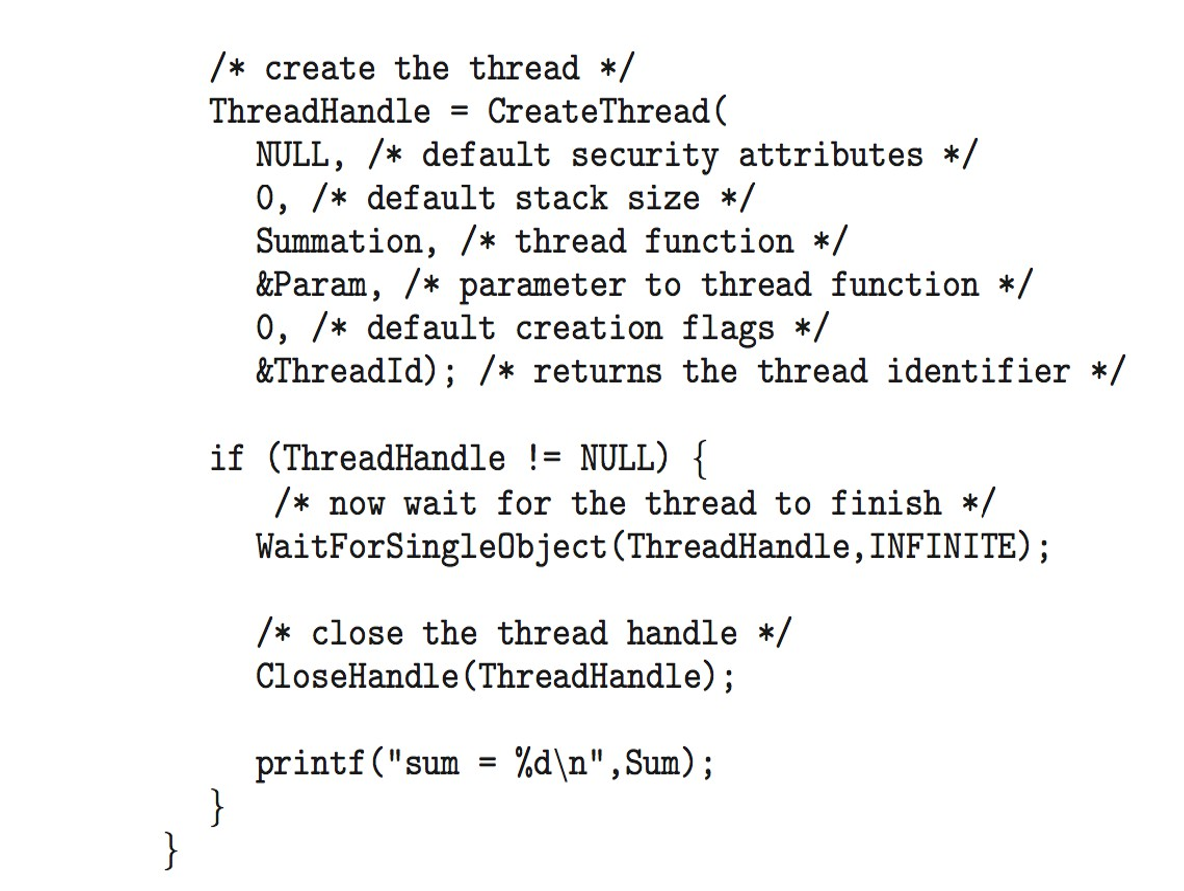 /* create the thread */
ThreadHandle = CreateThread(
NULL, /* default security attributes */
0, /* default stack size */
Summation, /* thread function */
&Param, /* parameter to thread function */
0, /* default creation flags */
&ThreadId); /* returns the thread identifier */
if (ThreadHandle != NULL) {
/* now wait for the thread to finish */
WaitForSingleObject(ThreadHandle,INFINITE);
/* close the thread handle */
CloseHandle(ThreadHandle);
printf("sum = %d\n",Sum);
}
}